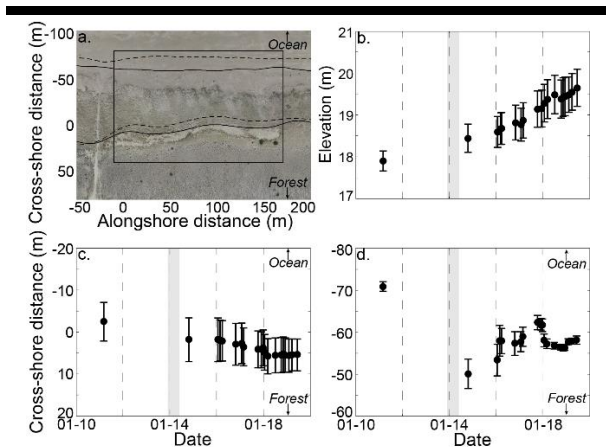 a.
Ocean
Forest
Cross-shore distance (m)
-100
-50
0
50
-50 0 50 100 150 200
Alongshore distance (m)
b.
Elevation (m)
21
20
19
18
17
c.
Ocean
Forest
Cross-shore distance (m)
-20
-10
0
10
20
01-10 01-14 01-18
Date
d.
Ocean
Forest
-80
-70
-60
-50
-60
01-10 01-14 01-18
Date